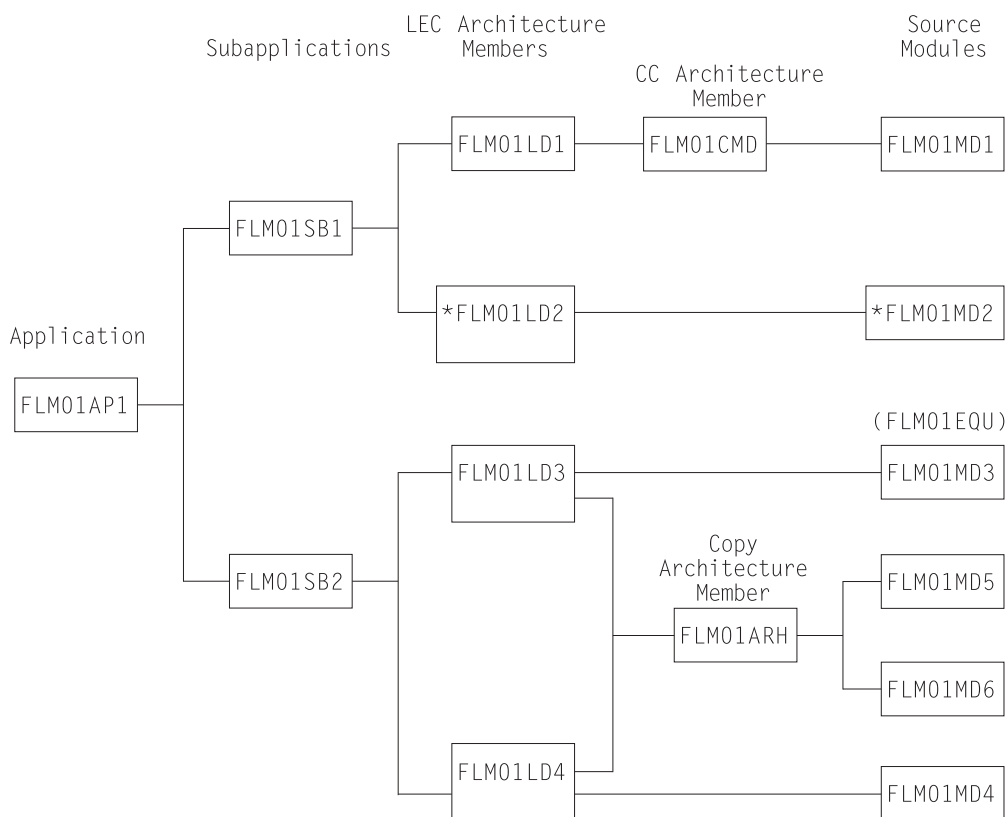 LEC Architecture
Members
Source
Modules
Subapplications
CC Architecture
Member
FLM01LD1
FLM01CMD
FLM01MD1
FLM01SB1
*FLM01LD2
*FLM01MD2
Application
FLM01AP1
(FLM01EQU)
FLM01LD3
FLM01MD3
Copy
Architecture
Member
FLM01SB2
FLM01MD5
FLM01ARH
FLM01MD6
FLM01LD4
FLM01MD4